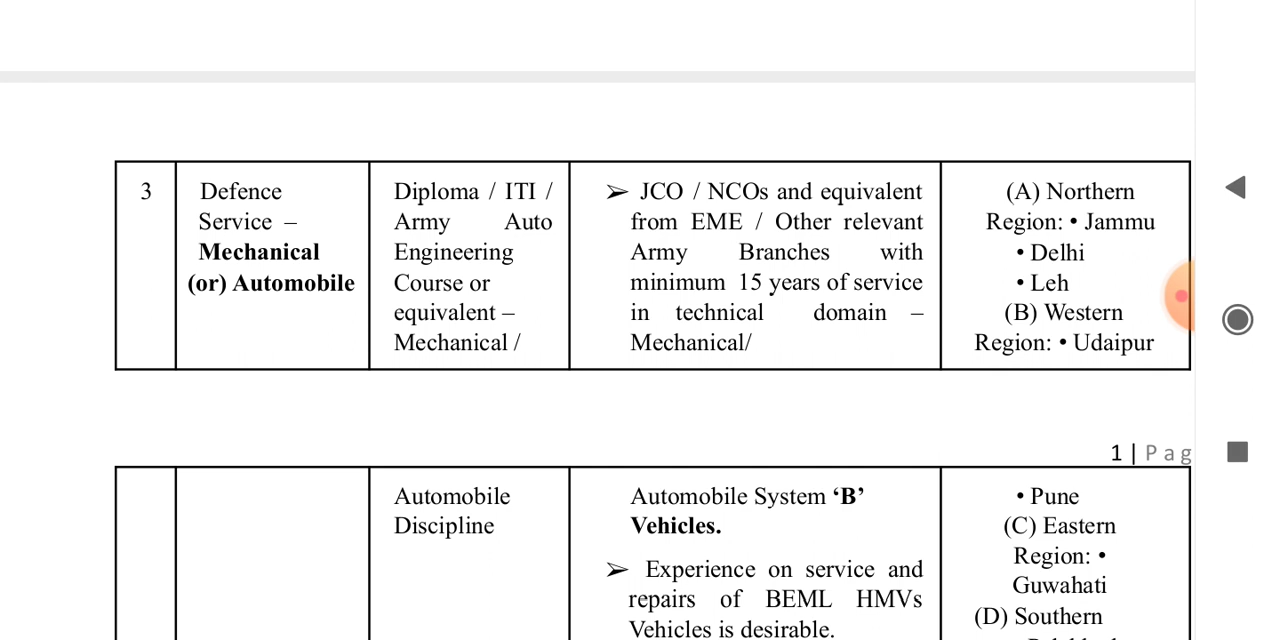 3
Defence
Service –
Mechanical
(or) Automobile
Diploma / ITI /
Army Auto
Engineering
Course or
equivalent –
Mechanical /
➢ JCO / NCOs and equivalent
from EME / Other relevant
Army Branches with
minimum 15 years of service
in technical domain –
Mechanical/
(A) Northern
Region: • Jammu
• Delhi
• Leh
(B) Western
Region: • Udaipur
1 | Pag
Automobile
Discipline
Automobile System ‘B’
Vehicles.
➢ Experience on service and
repairs of BEML HMVs
Vehicles is desirable.
• Pune
(C) Eastern
Region: •
Guwahati
(D) Southern